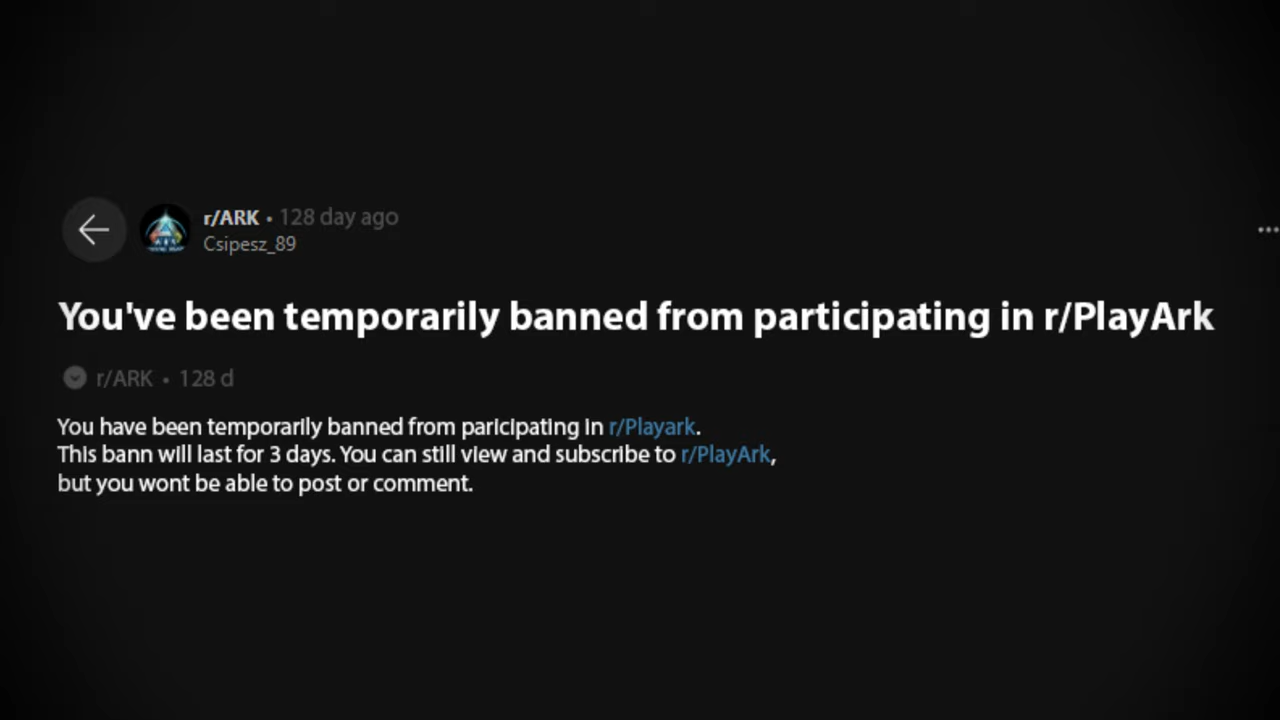 r/ARK • 128 day ago
Csipesz_89
You've been temporarily banned from participating in r/PlayArk
r/ARK • 128 d
You have been temporarily banned from paricipating in r/Playark.
This bann will last for 3 days. You can still view and subscribe to r/PlayArk,
but you wont be able to post or comment.